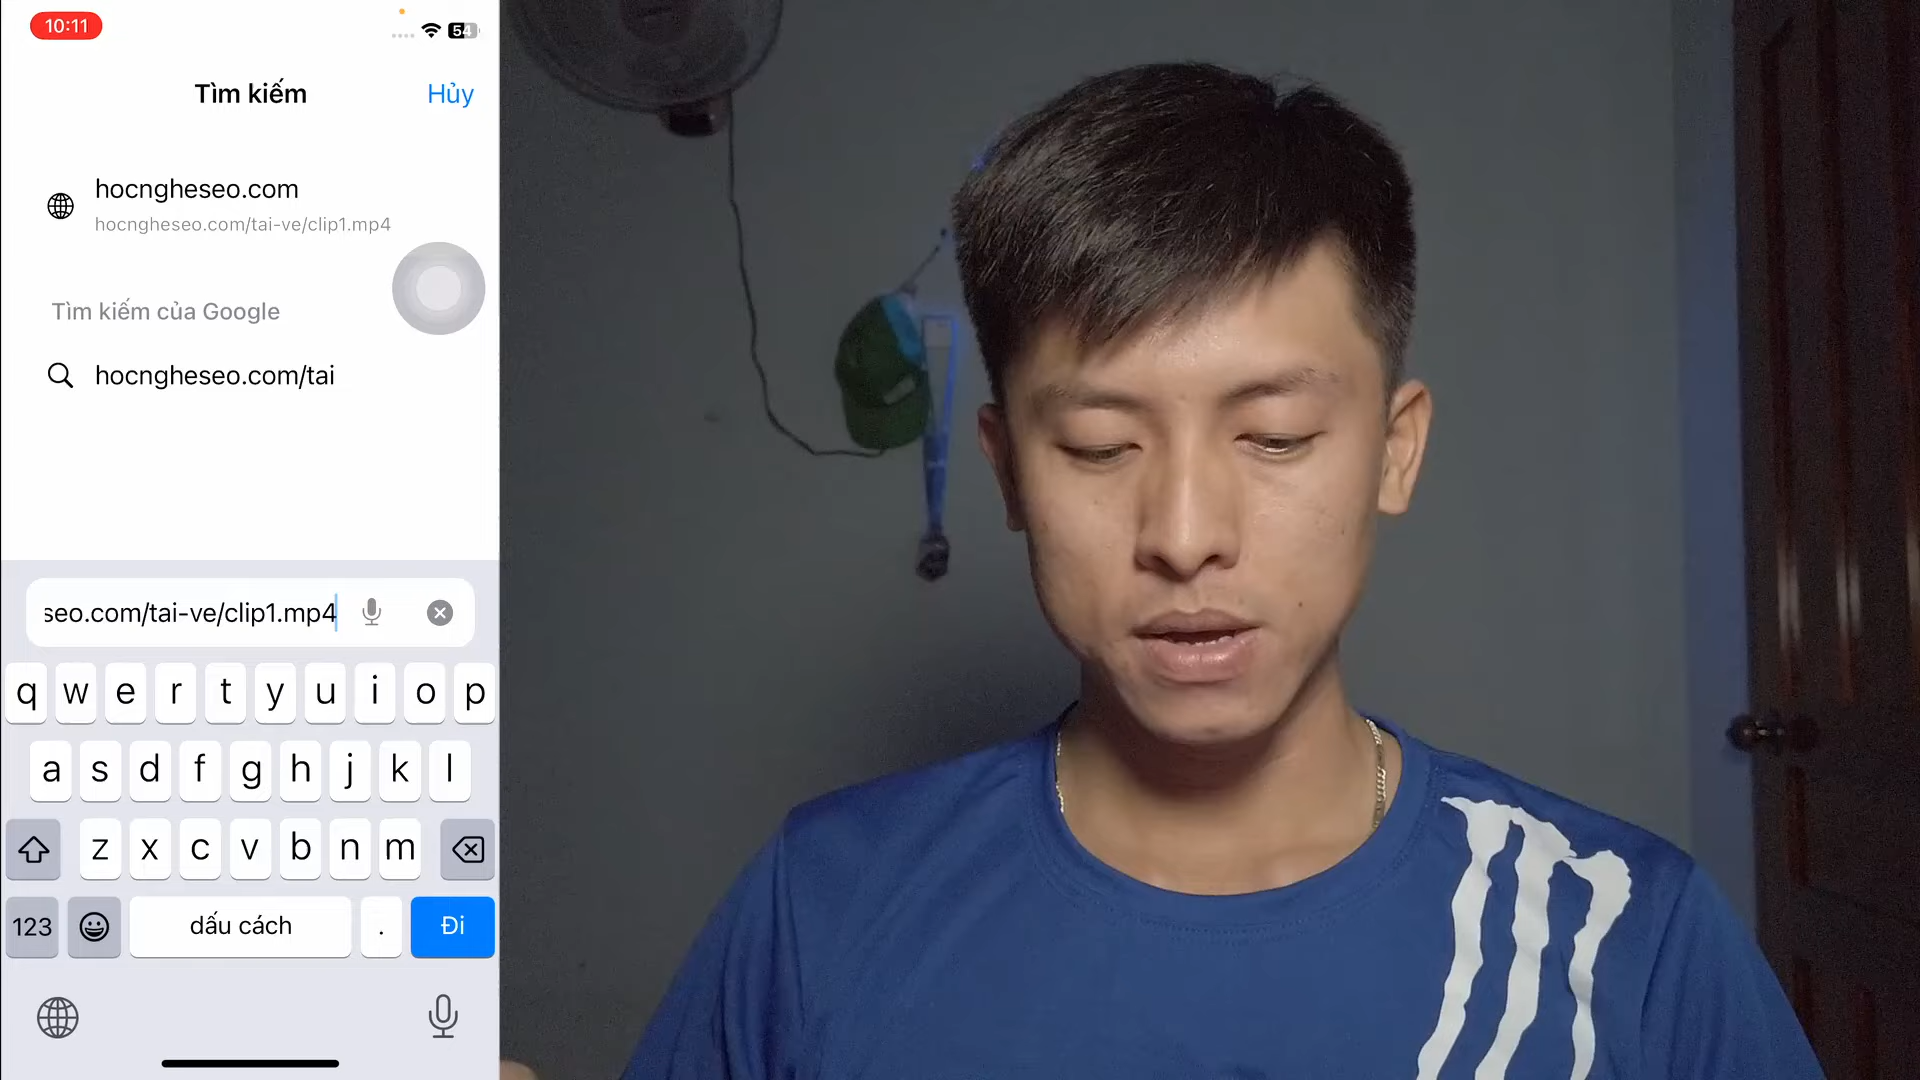 10:11
54
Tìm kiếm
Hủy
hocngheseo.com
hocngheseo.com/tai-ve/clip1.mp4
Tìm kiếm của Google
hocngheseo.com/tai
seo.com/tai-ve/clip1.mp4
q w e r t y u i o p
a s d f g h j k l
z x c v b n m
123
dấu cách
.
Đi